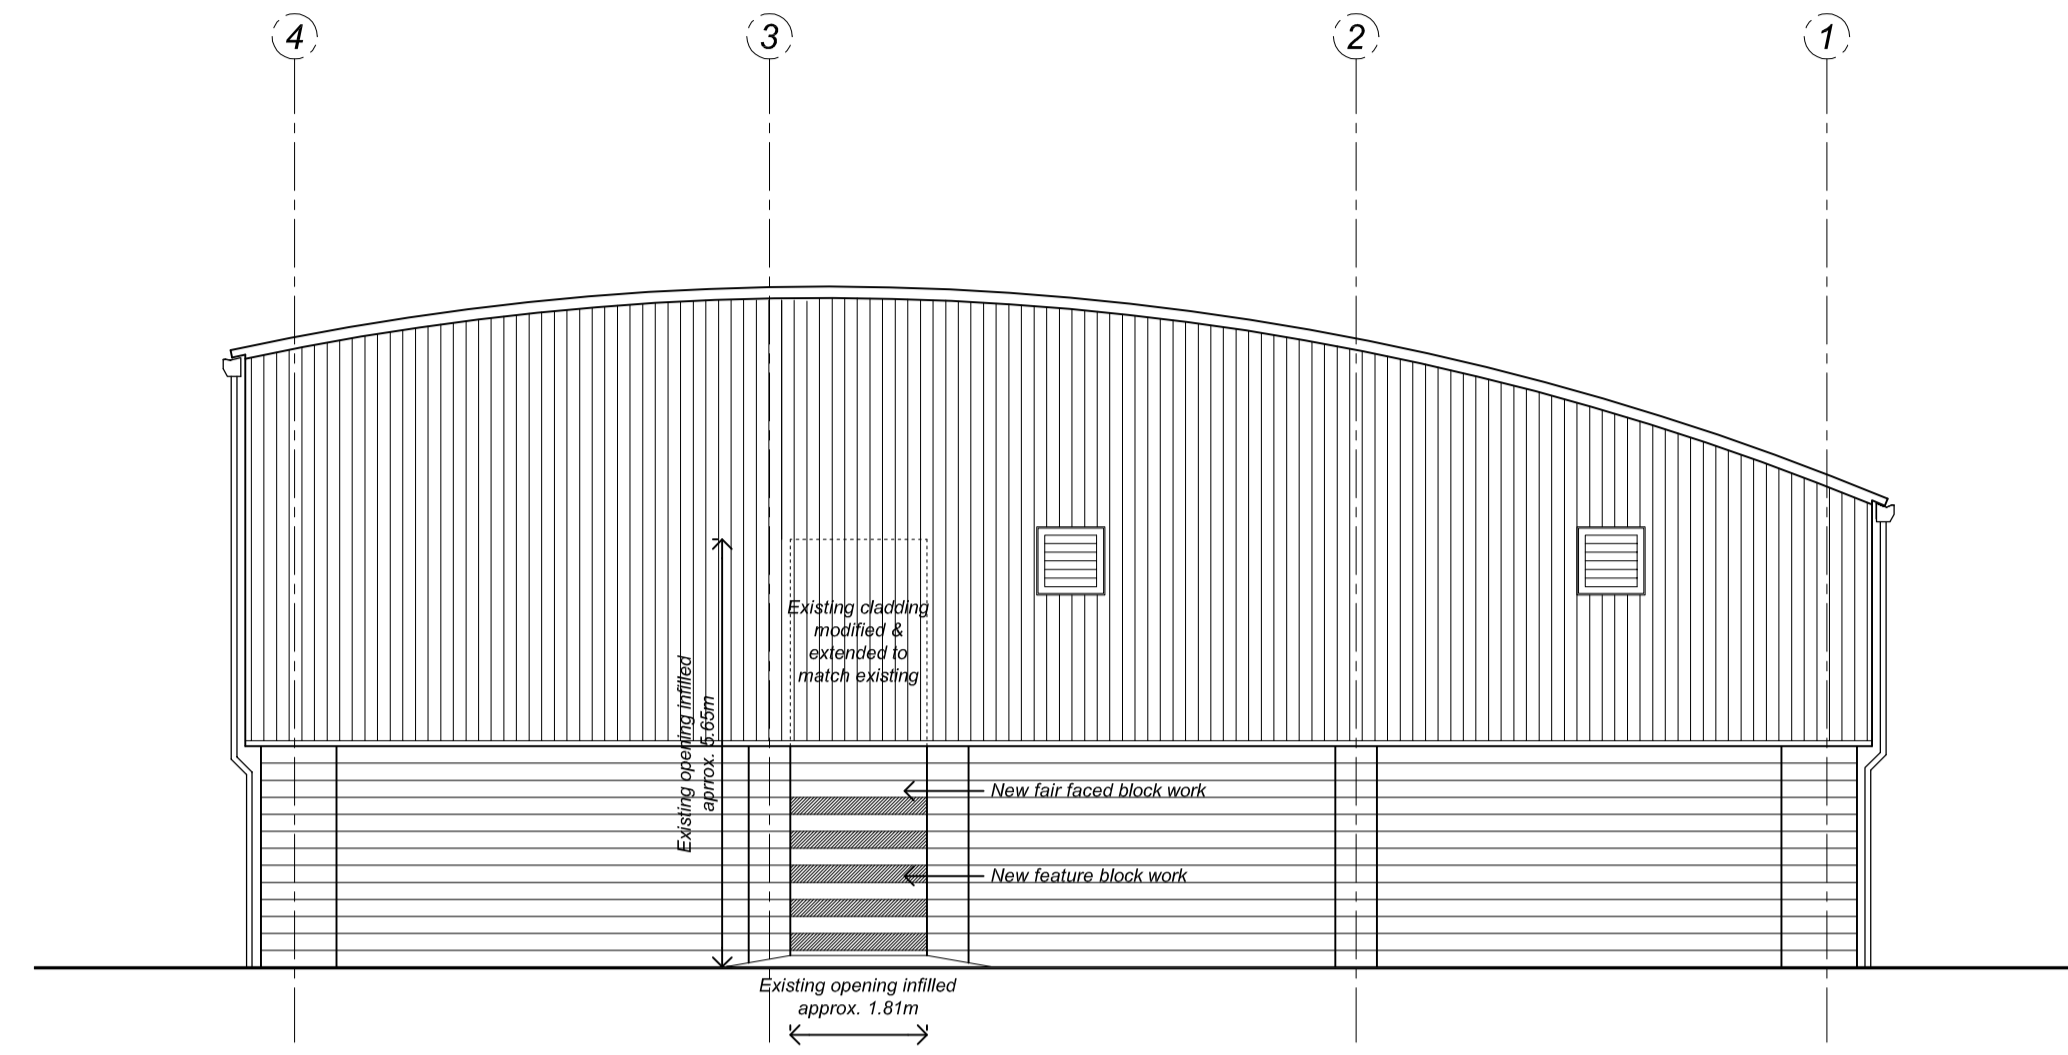 4
3
2
1
Existing cladding
modified &
extended to
match existing
Existing opening infilled
aprrox. 5.65m
New fair faced block work
New feature block work
Existing opening infilled
approx. 1.81m